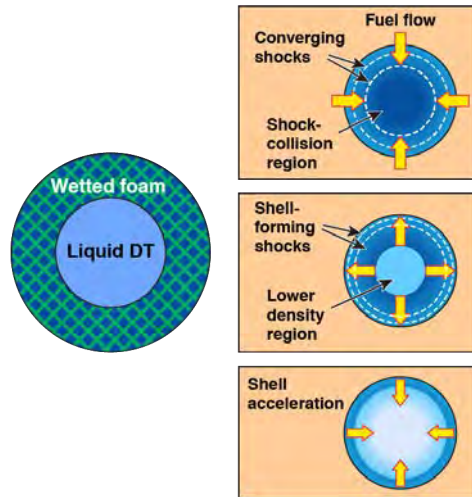 Wetted foam
Liquid DT
Fuel flow
Converging
shocks
Shock-
collision
region
Shell-
forming
shocks
Lower
density
region
Shell
acceleration